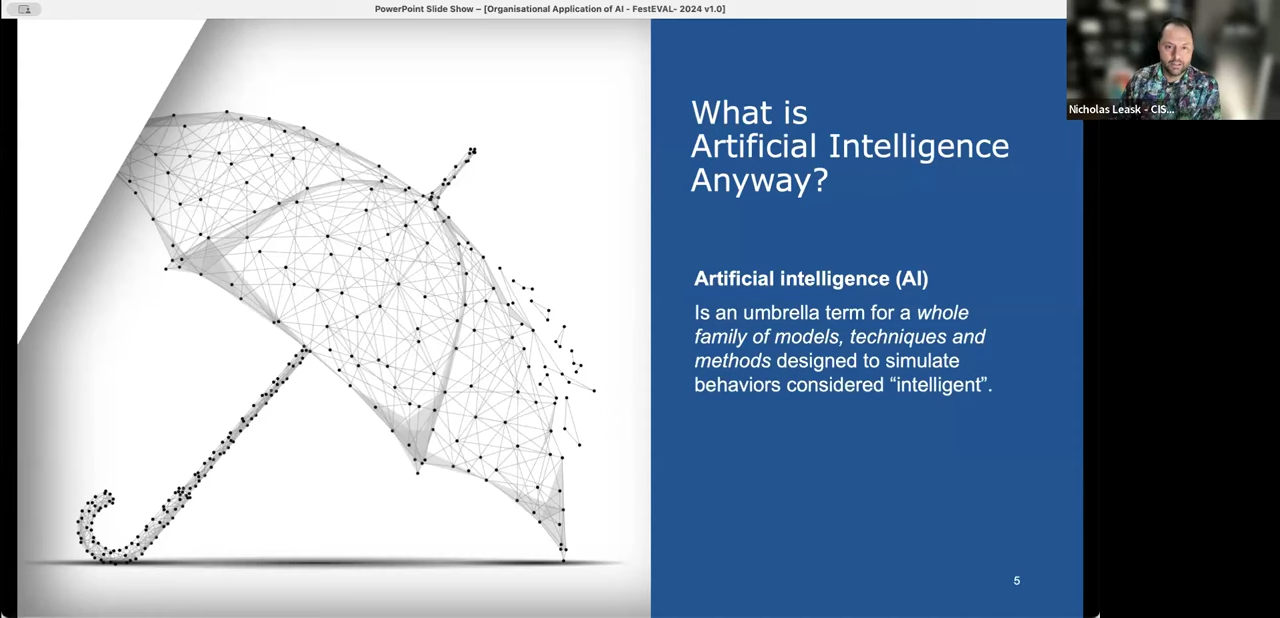 PowerPoint Slide Show – [Organisational Application of AI - FestEVAL- 2024 v1.0]
Nicholas Leask - CIS...
What is
Artificial Intelligence
Anyway?
Artificial intelligence (AI)
Is an umbrella term for a whole
family of models, techniques and
methods designed to simulate
behaviors considered “intelligent”.
5